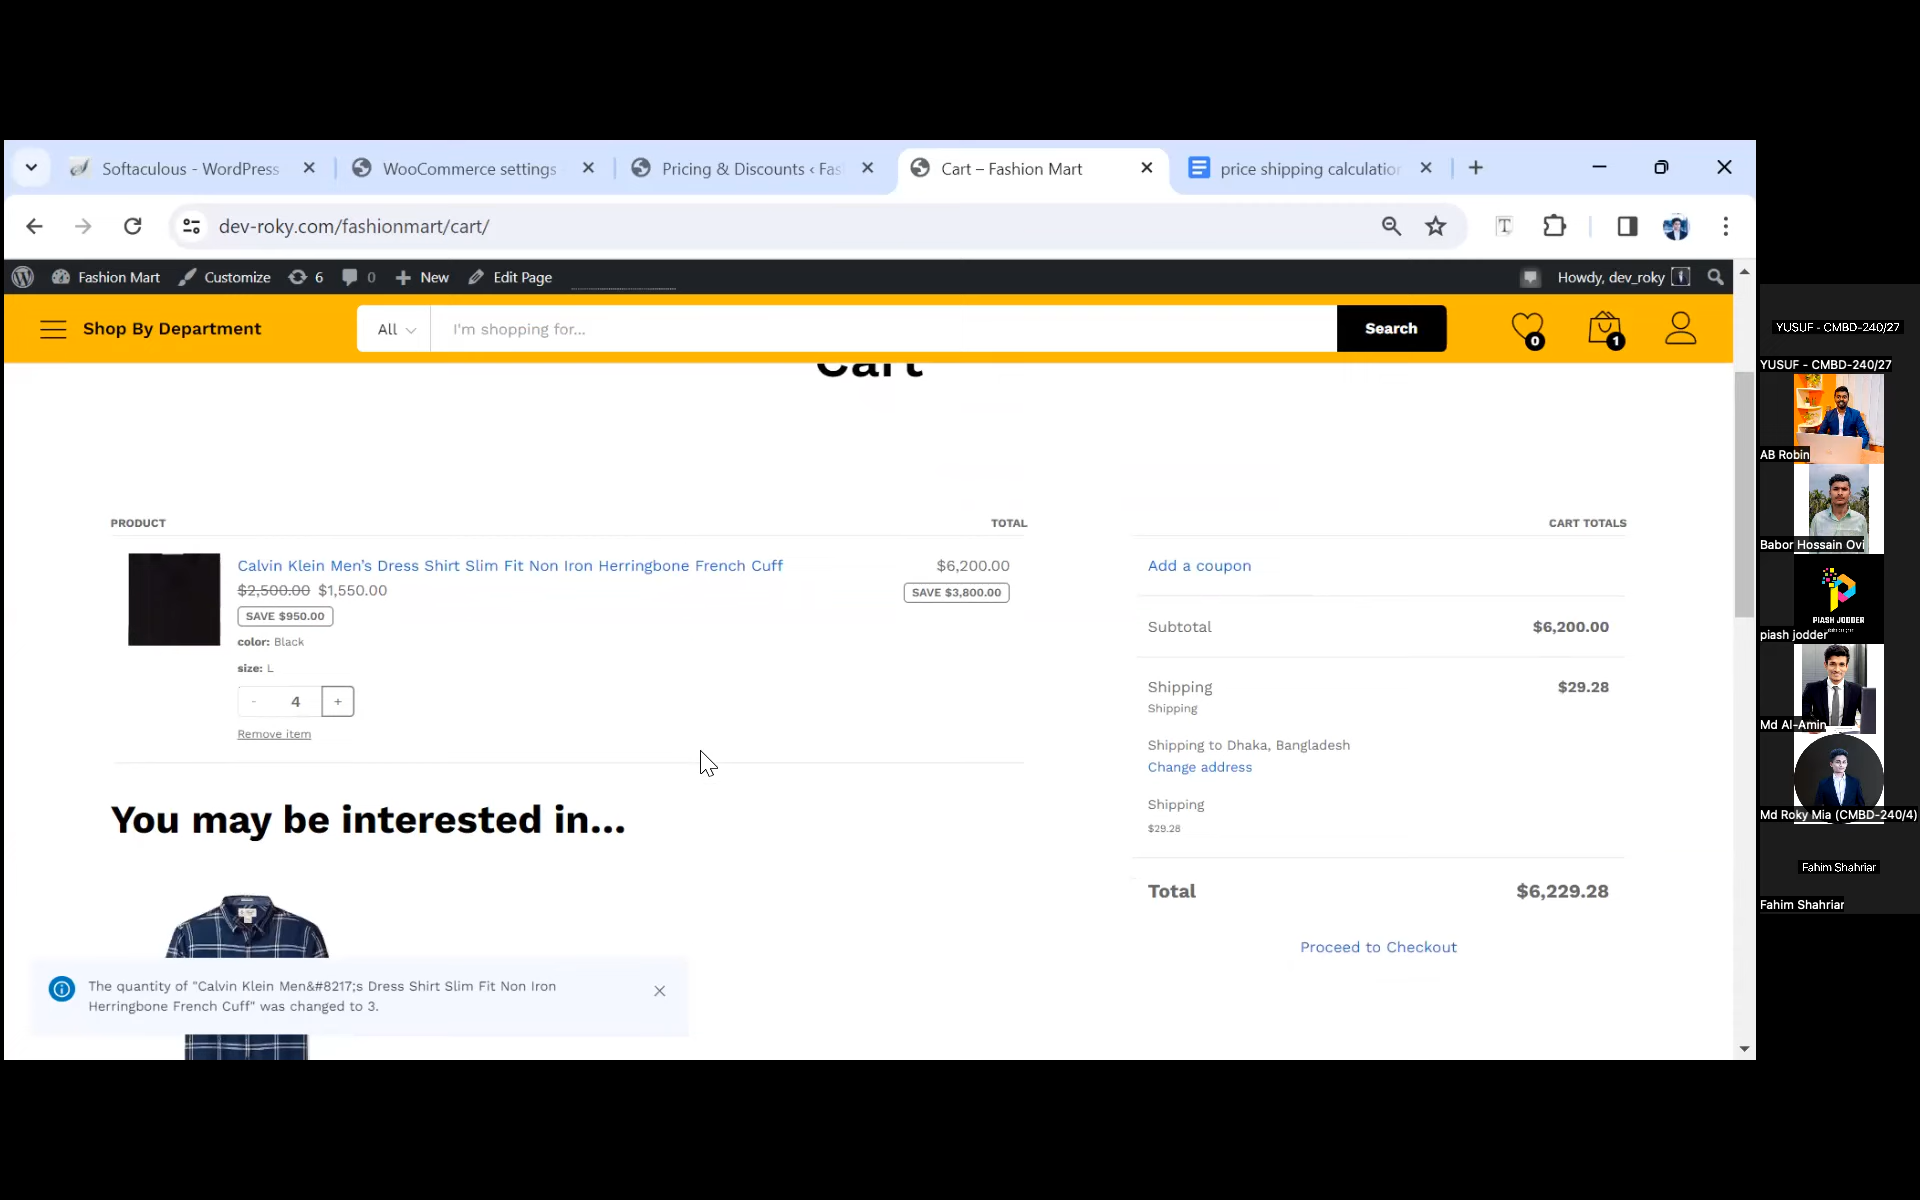 Softaculous - WordPress
WooCommerce settings
Pricing & Discounts ‹ Fas
Cart – Fashion Mart
price shipping calculation
dev-roky.com/fashionmart/cart/
Fashion Mart
Customize
6
0
New
Edit Page
Howdy, dev_roky
Shop By Department
All
I'm shopping for...
Search
0
1
Cart
PRODUCT
TOTAL
CART TOTALS
Calvin Klein Men’s Dress Shirt Slim Fit Non Iron Herringbone French Cuff
$6,200.00
$2,500.00 $1,550.00
SAVE $3,800.00
SAVE $950.00
color: Black
size: L
- 4 +
Remove item
Add a coupon
Subtotal
$6,200.00
Shipping
$29.28
Shipping
Shipping to Dhaka, Bangladesh
Change address
Shipping
$29.28
Total
$6,229.28
Proceed to Checkout
You may be interested in...
The quantity of "Calvin Klein Men&#8217;s Dress Shirt Slim Fit Non Iron
Herringbone French Cuff" was changed to 3.
YUSUF - CMBD-240/27
YUSUF - CMBD-240/27
AB Robin
Babor Hossain Ovi
PIASH JODDER
piash jodder
Md Al-Amin
Md Roky Mia (CMBD-240/4)
Fahim Shahriar
Fahim Shahriar